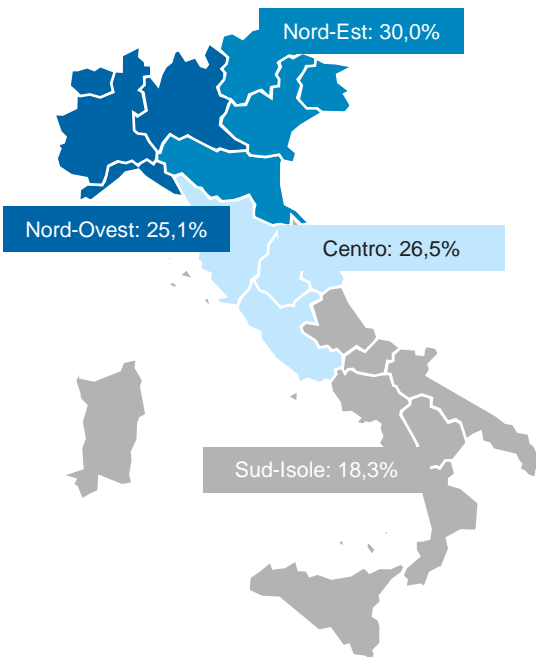 Nord-Est: 30,0%
Nord-Ovest: 25,1%
Centro: 26,5%
Sud-Isole: 18,3%